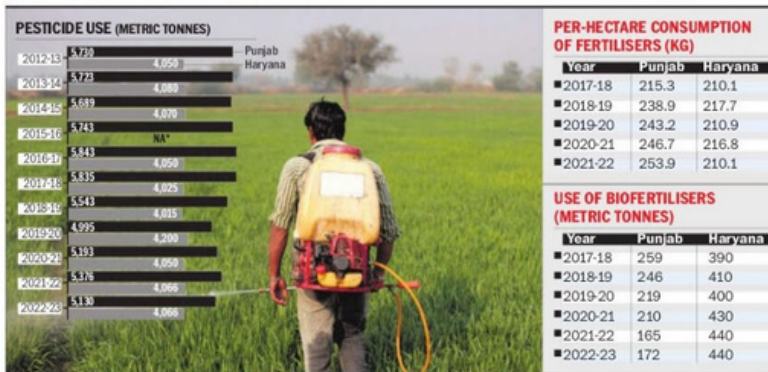 PESTICIDE USE (METRIC TONNES)
Punjab
Haryana
2012-13 5,730
4,050
2013-14 5,723
4,080
2014-15 5,689
4,070
2015-16 5,743
NA*
2016-17 5,843
4,050
2017-18 5,835
4,025
2018-19 5,543
4,015
2019-20 4,995
4,200
2020-21 5,193
4,050
2021-22 5,376
4,066
2022-23 5,130
4,066
PER-HECTARE CONSUMPTION
OF FERTILISERS (KG)
Year Punjab Haryana
2017-18 215.3 210.1
2018-19 238.9 217.7
2019-20 243.2 210.9
2020-21 246.7 216.8
2021-22 253.9 210.1
USE OF BIOFERTILISERS
(METRIC TONNES)
Year Punjab Haryana
2017-18 259 390
2018-19 246 410
2019-20 219 400
2020-21 210 430
2021-22 165 440
2022-23 172 440